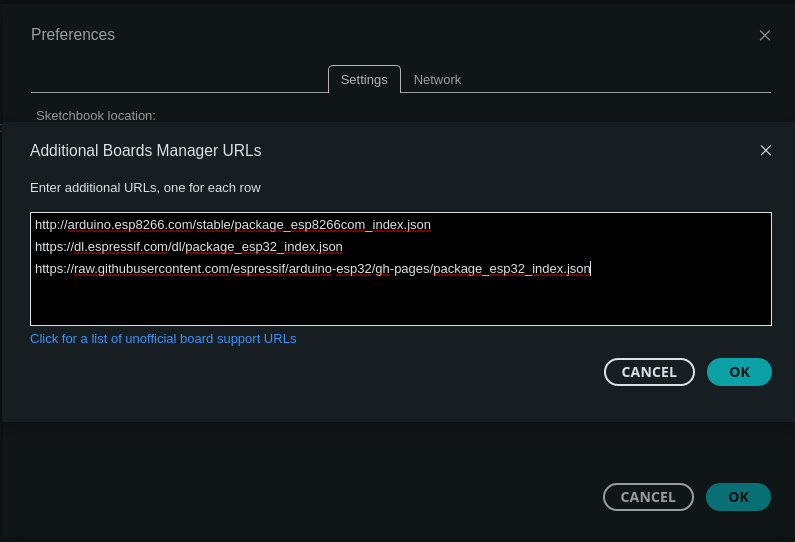 Preferences
Settings
Network
Sketchbook location:
Additional Boards Manager URLs
Enter additional URLs, one for each row
http://arduino.esp8266.com/stable/package_esp8266com_index.json
https://dl.espressif.com/dl/package_esp32_index.json
https://raw.githubusercontent.com/espressif/arduino-esp32/gh-pages/package_esp32_index.json
Click for a list of unofficial board support URLs
CANCEL
OK
CANCEL
OK